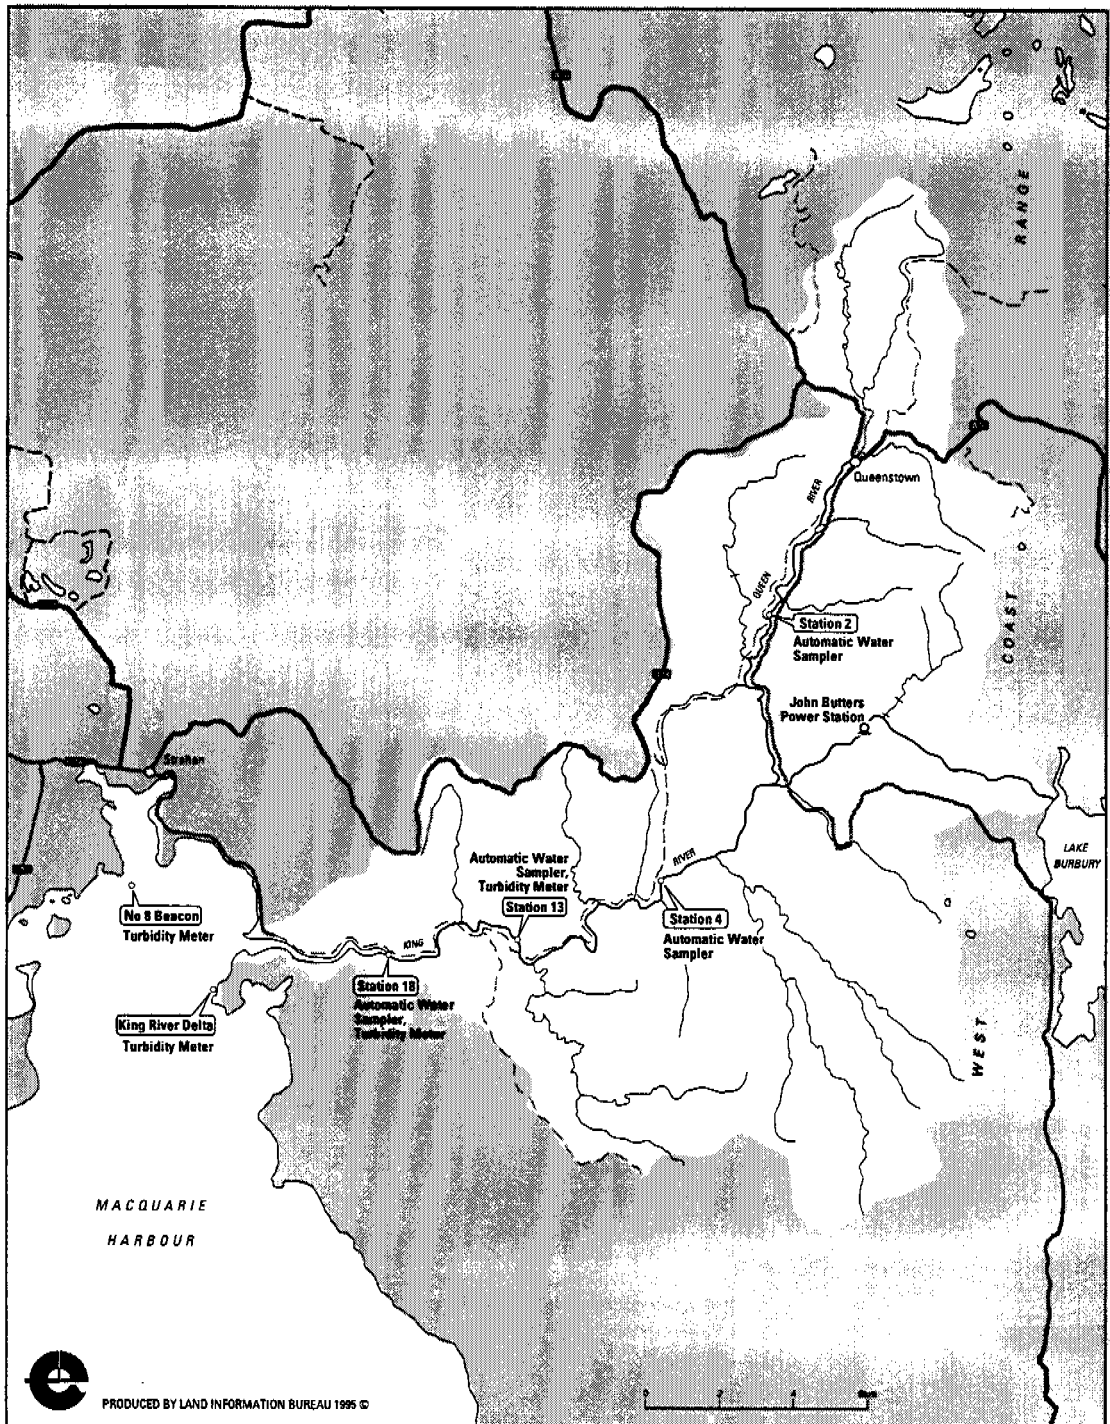 RANGE
Queenstown
RIVER
QUEEN
Station 2
Automatic Water
Sampler
COAST
John Butters
Power Station
Strahan
LAKE
BURBURY
Automatic Water
Sampler,
Turbidity Meter
Station 13
RIVER
Station 4
Automatic Water
Sampler
No 8 Beacon
Turbidity Meter
KING
Station 18
Automatic Water
Sampler,
Turbidity Meter
King River Delta
Turbidity Meter
WEST
MACQUARIE
HARBOUR
e
PRODUCED BY LAND INFORMATION BUREAU 1995 ©
0 2 4